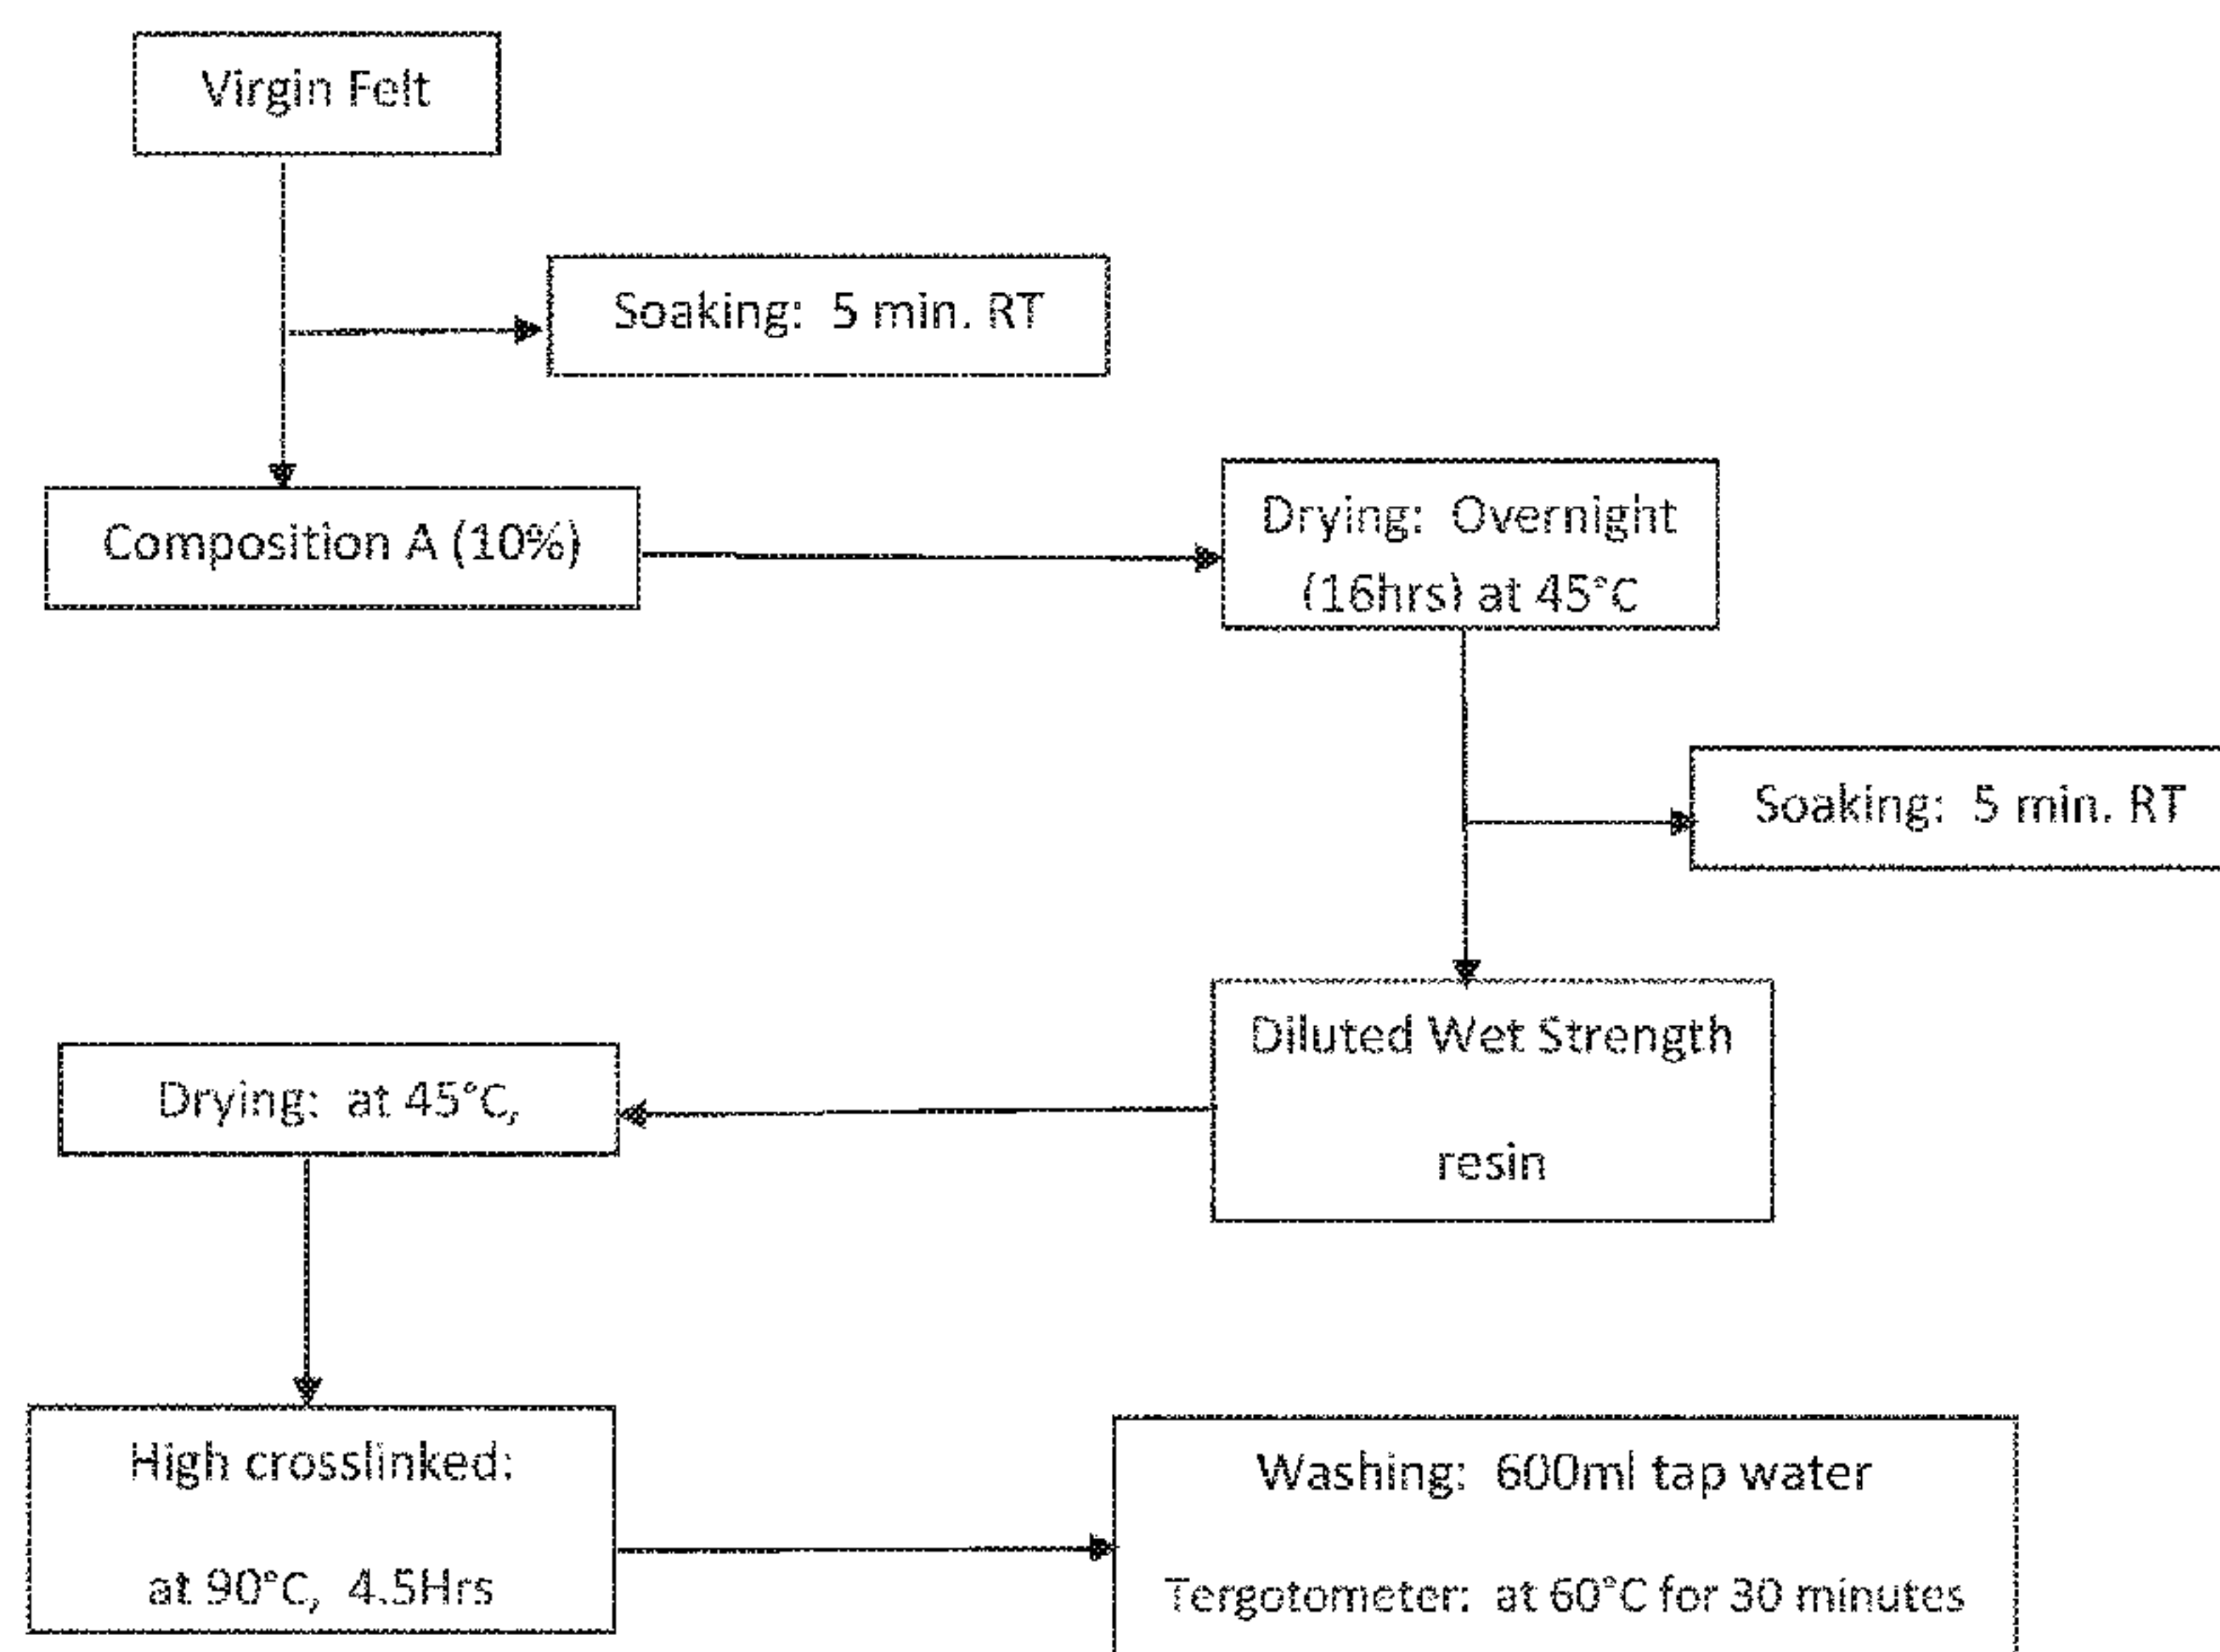 Virgin Felt
Soaking: 5 min. RT
Composition A (10%)
Drying: Overnight
(16hrs) at 45°C
Soaking: 5 min. RT
Diluted Wet Strength
resin
Drying: at 45°C,
High crosslinked:
at 90°C, 4.5Hrs
Washing: 600ml tap water
Tergotometer: at 60°C for 30 minutes